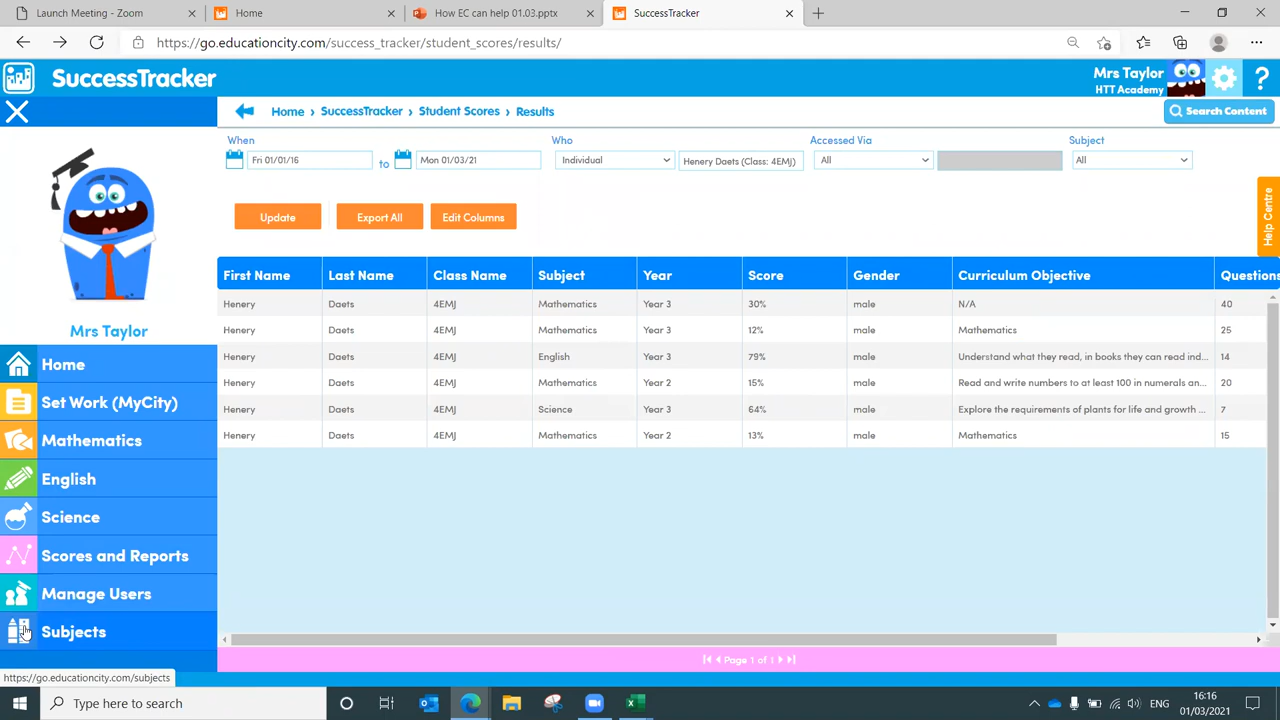 Launch Meeting - Zoom
Home
How EC can help 01.03.pptx
SuccessTracker
https://go.educationcity.com/success_tracker/student_scores/results/
SuccessTracker
Mrs Taylor
HTT Academy
?
Home › SuccessTracker › Student Scores › Results
Search Content
When
Who
Accessed Via
Subject
Fri 01/01/16
to
Mon 01/03/21
Individual
Henery Daets (Class: 4EMJ)
All
All
Update
Export All
Edit Columns
Help Centre
First Name Last Name Class Name Subject Year Score Gender Curriculum Objective Questions
Henery Daets 4EMJ Mathematics Year 3 30% male N/A 40
Henery Daets 4EMJ Mathematics Year 3 12% male Mathematics 25
Henery Daets 4EMJ English Year 3 79% male Understand what they read, in books they can read ind... 14
Henery Daets 4EMJ Mathematics Year 2 15% male Read and write numbers to at least 100 in numerals an... 20
Henery Daets 4EMJ Science Year 3 64% male Explore the requirements of plants for life and growth ... 7
Henery Daets 4EMJ Mathematics Year 2 13% male Mathematics 15
Mrs Taylor
Home
Set Work (MyCity)
Mathematics
English
Science
Scores and Reports
Manage Users
Subjects
Page 1 of 1
https://go.educationcity.com/subjects
Type here to search
ENG
16:16
01/03/2021